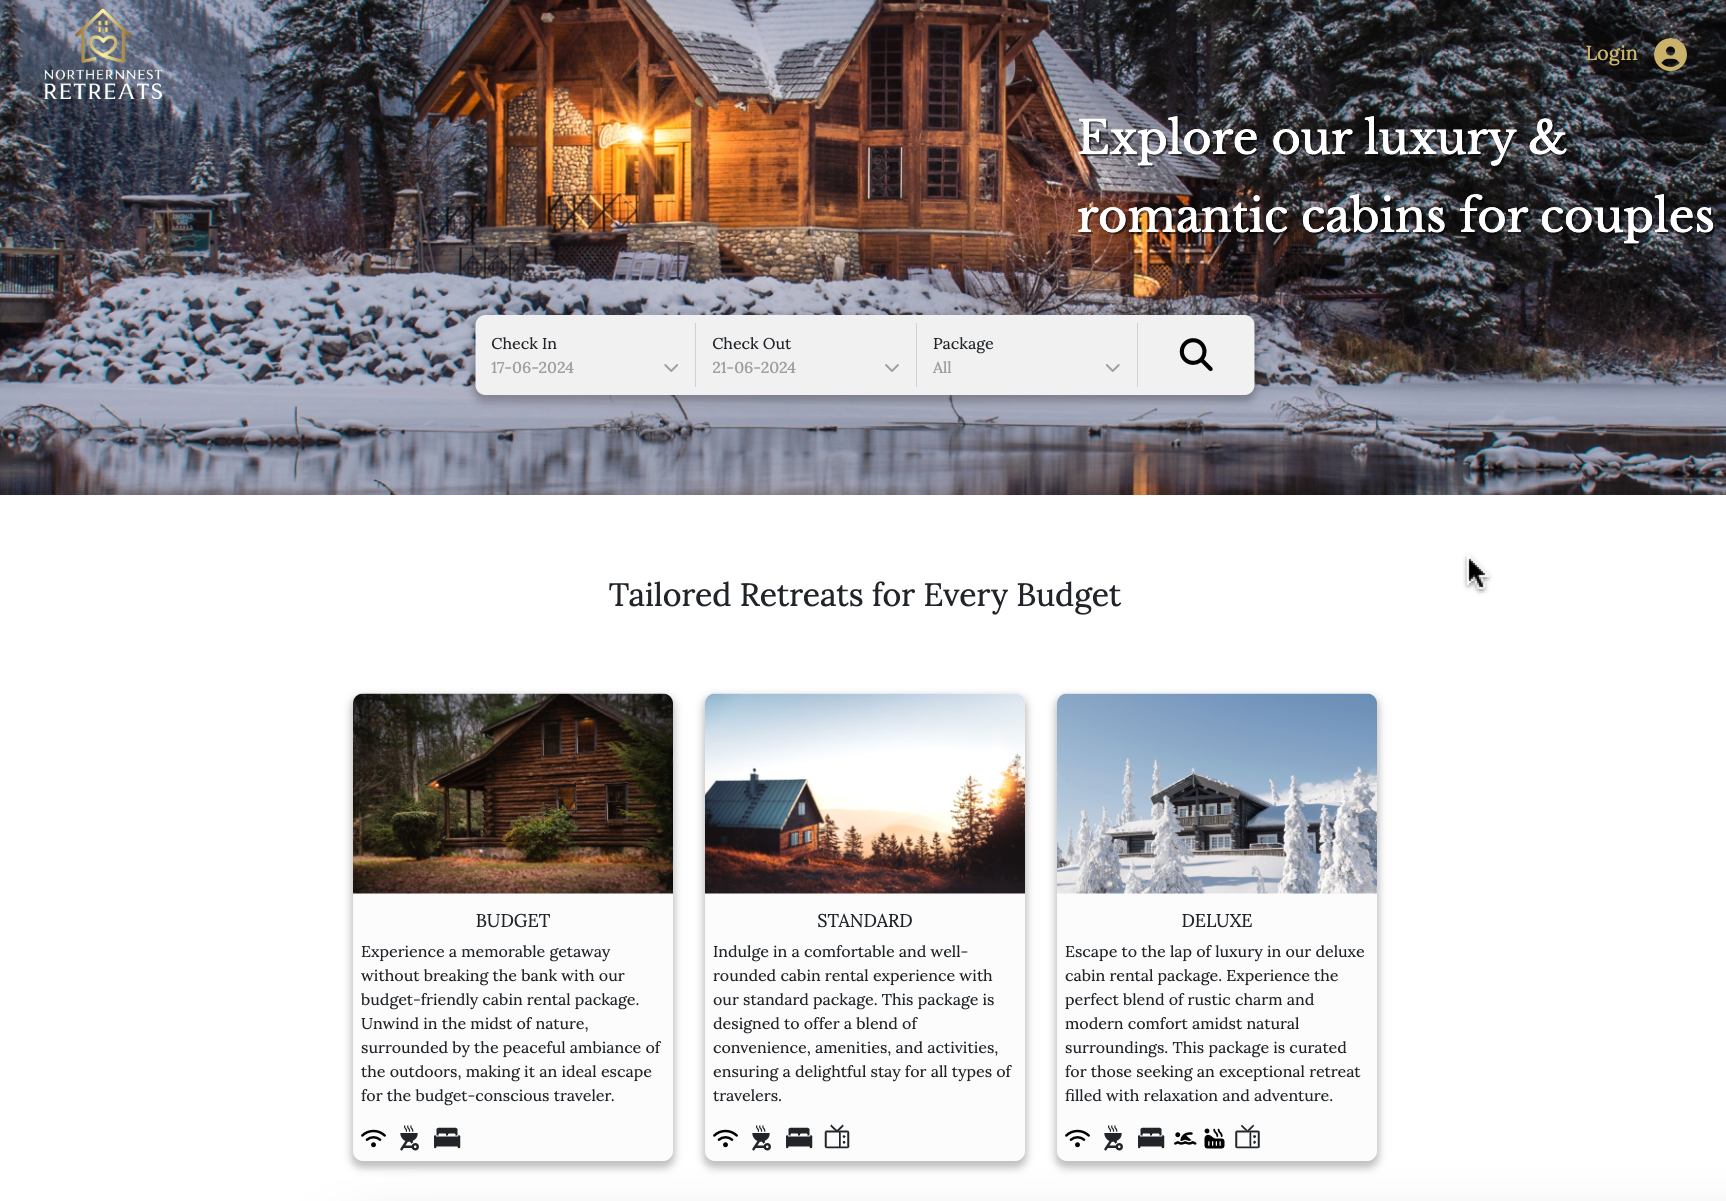 NORTHERNNEST
RETREATS
Login
Explore our luxury &
romantic cabins for couples
Check In
17-06-2024
Check Out
21-06-2024
Package
All
Tailored Retreats for Every Budget
BUDGET
Experience a memorable getaway
without breaking the bank with our
budget-friendly cabin rental package.
Unwind in the midst of nature,
surrounded by the peaceful ambiance of
the outdoors, making it an ideal escape
for the budget-conscious traveler.
STANDARD
Indulge in a comfortable and well-
rounded cabin rental experience with
our standard package. This package is
designed to offer a blend of
convenience, amenities, and activities,
ensuring a delightful stay for all types of
travelers.
DELUXE
Escape to the lap of luxury in our deluxe
cabin rental package. Experience the
perfect blend of rustic charm and
modern comfort amidst natural
surroundings. This package is curated
for those seeking an exceptional retreat
filled with relaxation and adventure.